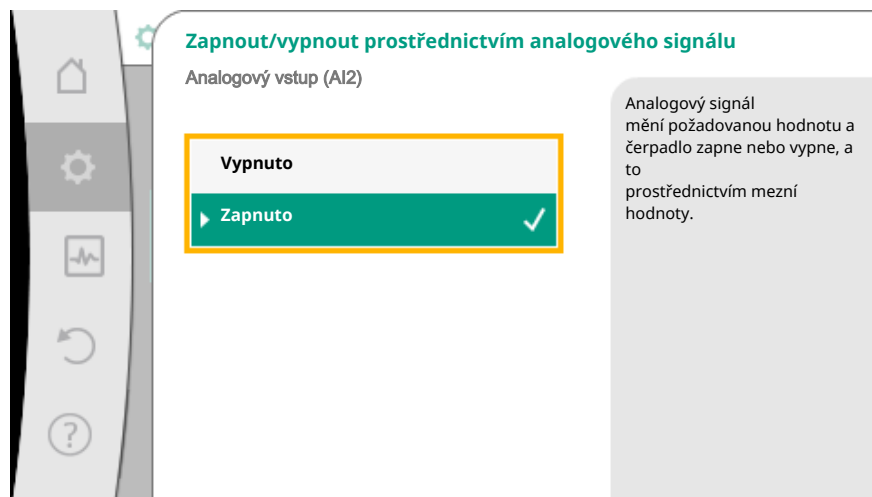 Zapnout/vypnout prostřednictvím analogového signálu
Analogový vstup (AI2)
Vypnuto
Zapnuto
Analogový signál
mění požadovanou hodnotu a
čerpadlo zapne nebo vypne, a
to
prostřednictvím mezní
hodnoty.
?